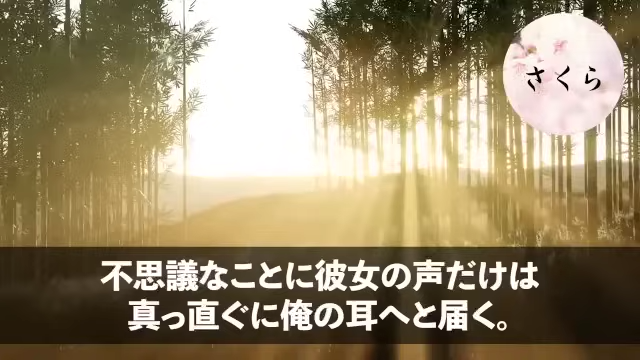 さくら
不思議なことに彼女の声だけは
真っ直ぐに俺の耳へと届く。